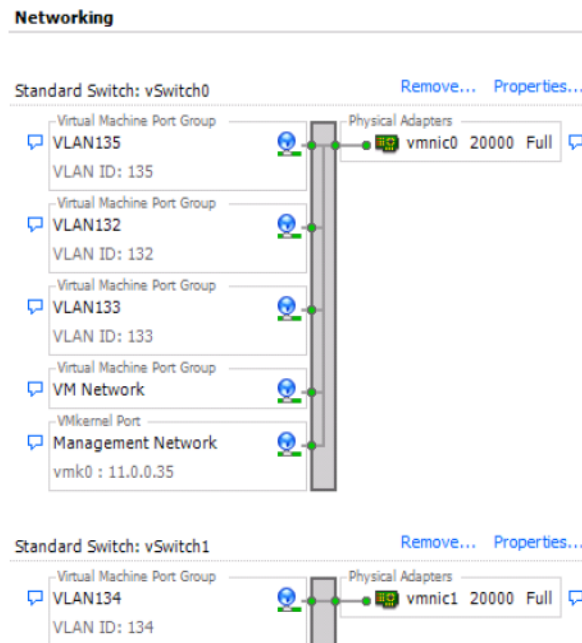 Networking
Standard Switch: vSwitch0 Remove... Properties...
Virtual Machine Port Group Physical Adapters
VLAN135 vmnic0 20000 Full
VLAN ID: 135
Virtual Machine Port Group
VLAN132
VLAN ID: 132
Virtual Machine Port Group
VLAN133
VLAN ID: 133
Virtual Machine Port Group
VM Network
VMkernel Port
Management Network
vmk0 : 11.0.0.35
Standard Switch: vSwitch1 Remove... Properties...
Virtual Machine Port Group Physical Adapters
VLAN134 vmnic1 20000 Full
VLAN ID: 134